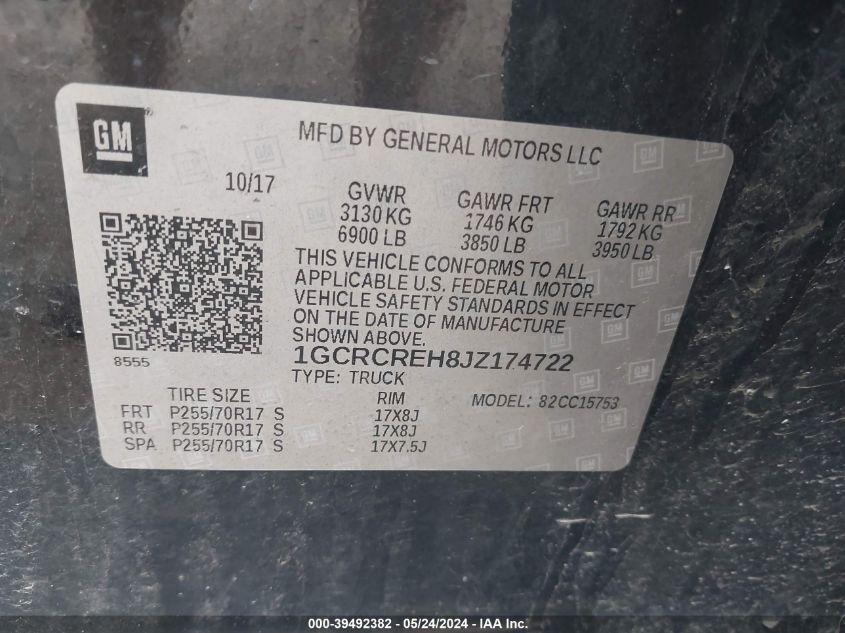 GM
MFD BY GENERAL MOTORS LLC
10/17
GVWR
3130 KG
6900 LB
GAWR FRT
1746 KG
3850 LB
GAWR RR
1792 KG
3950 LB
THIS VEHICLE CONFORMS TO ALL
APPLICABLE U.S. FEDERAL MOTOR
VEHICLE SAFETY STANDARDS IN EFFECT
ON THE DATE OF MANUFACTURE
SHOWN ABOVE.
8555
1GCRCREH8JZ174722
TYPE: TRUCK
TIRE SIZE RIM MODEL: 82CC15753
FRT P255/70R17 S 17X8J
RR P255/70R17 S 17X8J
SPA P255/70R17 S 17X7.5J
000-39492382 - 05/24/2024 - IAA Inc.